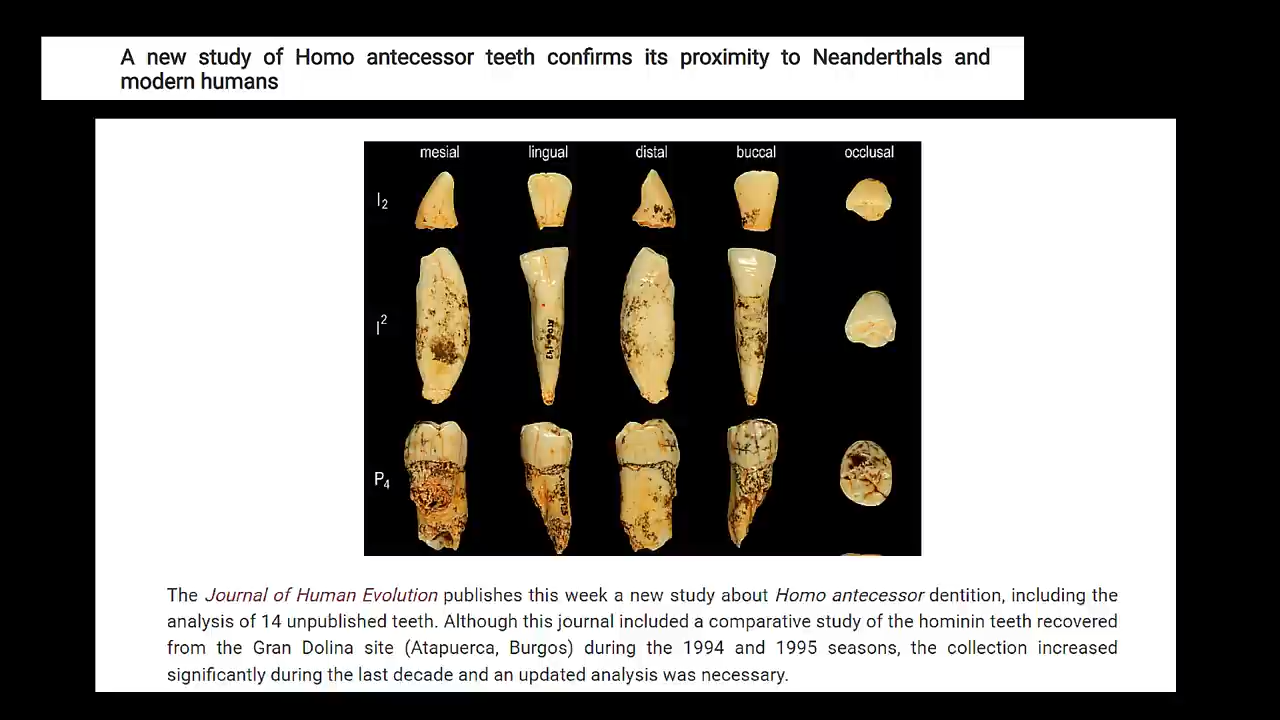 A new study of Homo antecessor teeth confirms its proximity to Neanderthals and
modern humans
mesial lingual distal buccal occlusal
I2
I2
P4
The Journal of Human Evolution publishes this week a new study about Homo antecessor dentition, including the
analysis of 14 unpublished teeth. Although this journal included a comparative study of the hominin teeth recovered
from the Gran Dolina site (Atapuerca, Burgos) during the 1994 and 1995 seasons, the collection increased
significantly during the last decade and an updated analysis was necessary.